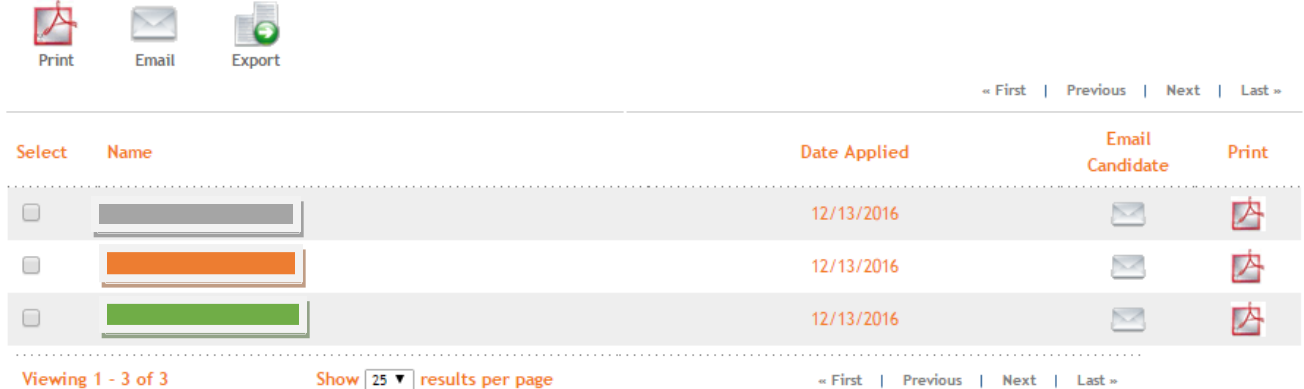 Print Email Export
« First | Previous | Next | Last »
Select Name Date Applied Email Candidate Print
12/13/2016
12/13/2016
12/13/2016
Viewing 1 - 3 of 3 Show 25 ▼ results per page « First | Previous | Next | Last »